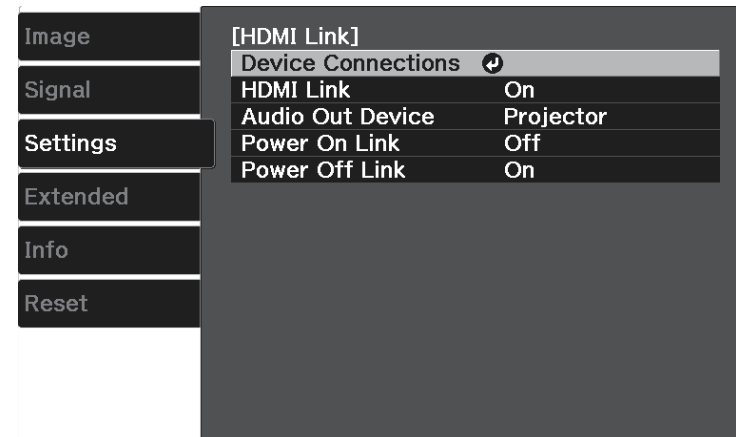 Image
Signal
Settings
Extended
Info
Reset
[HDMI Link]
Device Connections
HDMI Link On
Audio Out Device Projector
Power On Link Off
Power Off Link On